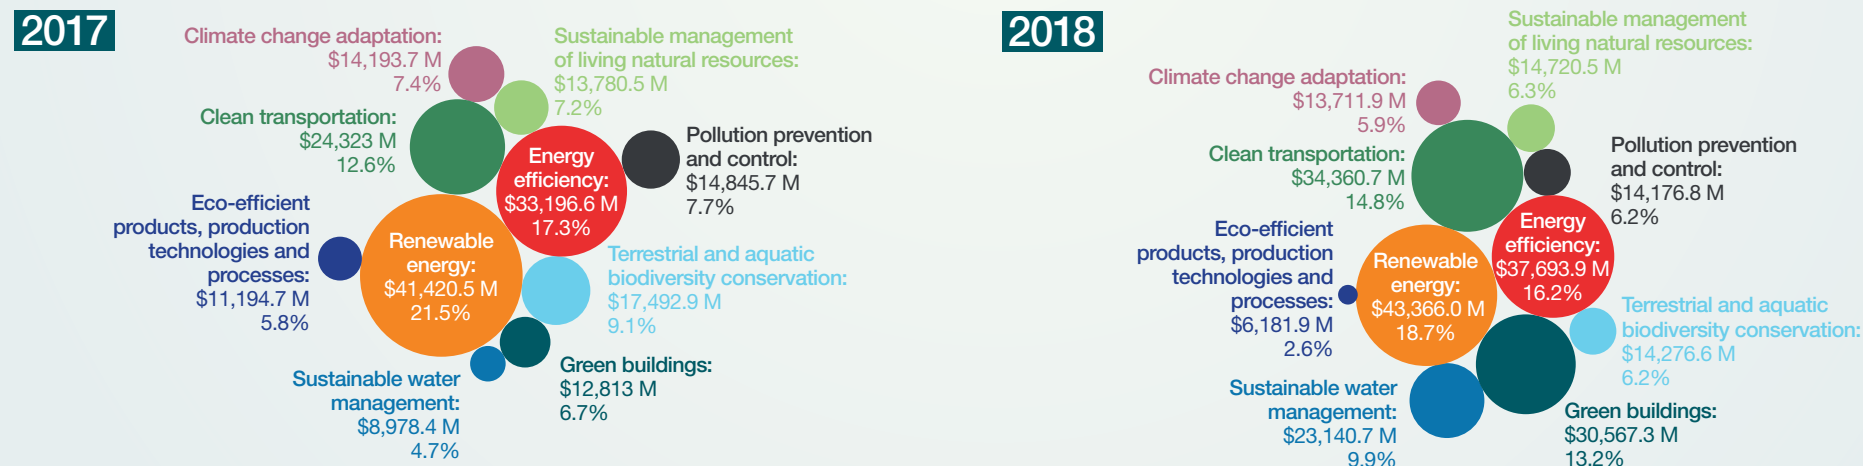 2017
Climate change adaptation:
$14,193.7 M
7.4%
Sustainable management
of living natural resources:
$13,780.5 M
7.2%
Clean transportation:
$24,323 M
12.6%
Energy
efficiency:
$33,196.6 M
17.3%
Pollution prevention
and control:
$14,845.7 M
7.7%
Eco-efficient
products, production
technologies and
processes:
$11,194.7 M
5.8%
Renewable
energy:
$41,420.5 M
21.5%
Terrestrial and aquatic
biodiversity conservation:
$17,492.9 M
9.1%
Green buildings:
$12,813 M
6.7%
Sustainable water
management:
$8,978.4 M
4.7%
2018
Sustainable management
of living natural resources:
$14,720.5 M
6.3%
Climate change adaptation:
$13,711.9 M
5.9%
Clean transportation:
$34,360.7 M
14.8%
Pollution prevention
and control:
$14,176.8 M
6.2%
Eco-efficient
products, production
technologies and
processes:
$6,181.9 M
2.6%
Renewable
energy:
$43,366.0 M
18.7%
Energy
efficiency:
$37,693.9 M
16.2%
Terrestrial and aquatic
biodiversity conservation:
$14,276.6 M
6.2%
Sustainable water
management:
$23,140.7 M
9.9%
Green buildings:
$30,567.3 M
13.2%